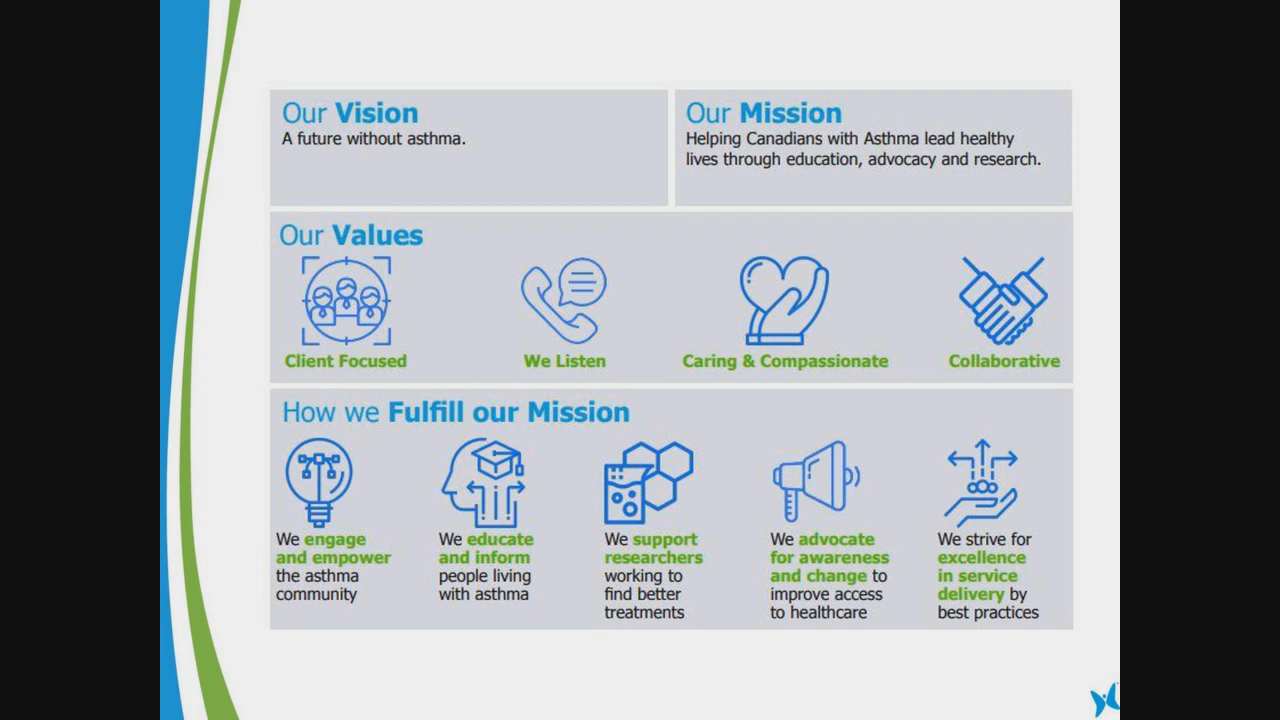 Our Vision
A future without asthma.
Our Mission
Helping Canadians with Asthma lead healthy
lives through education, advocacy and research.
Our Values
Client Focused
We Listen
Caring & Compassionate
Collaborative
How we Fulfill our Mission
We engage
and empower
the asthma
community
We educate
and inform
people living
with asthma
We support
researchers
working to
find better
treatments
We advocate
for awareness
and change to
improve access
to healthcare
We strive for
excellence
in service
delivery by
best practices